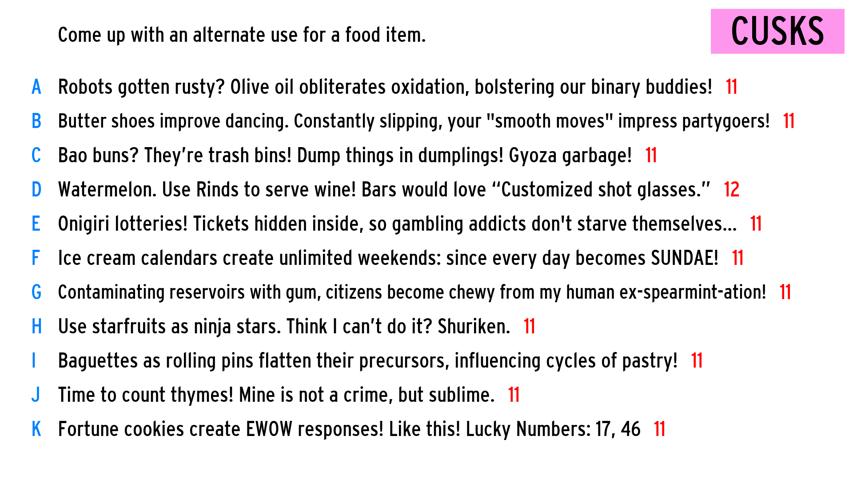 Come up with an alternate use for a food item.
CUSKS
A Robots gotten rusty? Olive oil obliterates oxidation, bolstering our binary buddies! 11
B Butter shoes improve dancing. Constantly slipping, your "smooth moves" impress partygoers! 11
C Bao buns? They’re trash bins! Dump things in dumplings! Gyoza garbage! 11
D Watermelon. Use Rinds to serve wine! Bars would love “Customized shot glasses.” 12
E Onigiri lotteries! Tickets hidden inside, so gambling addicts don't starve themselves... 11
F Ice cream calendars create unlimited weekends: since every day becomes SUNDAE! 11
G Contaminating reservoirs with gum, citizens become chewy from my human ex-spearmint-ation! 11
H Use starfruits as ninja stars. Think I can’t do it? Shuriken. 11
I Baguettes as rolling pins flatten their precursors, influencing cycles of pastry! 11
J Time to count thymes! Mine is not a crime, but sublime. 11
K Fortune cookies create EWOW responses! Like this! Lucky Numbers: 17, 46 11